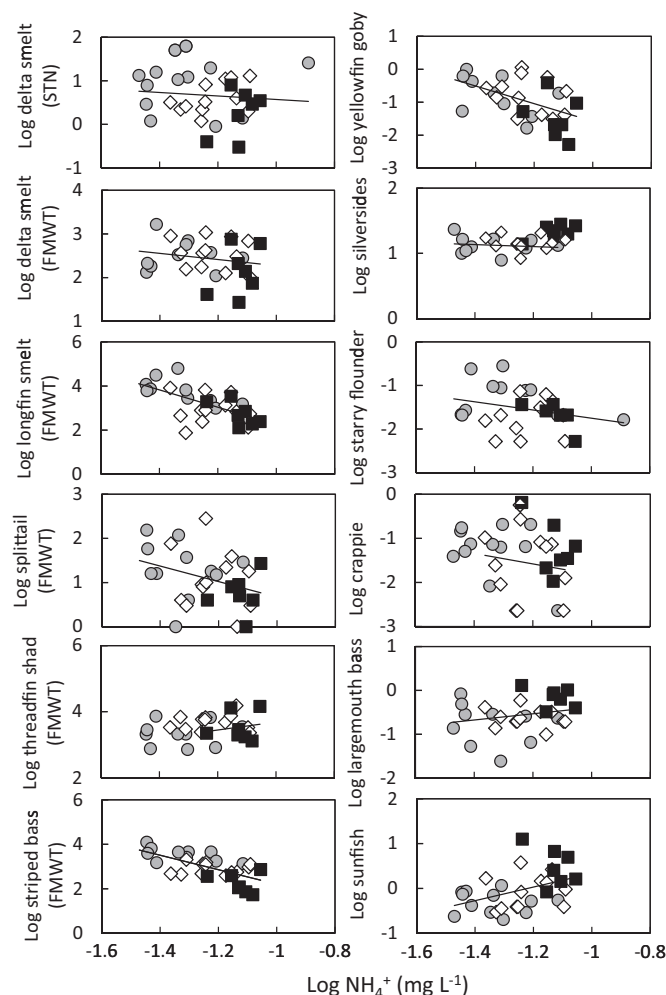 Log delta smelt
(STN)
2
1
0
-1
Log yellowfin goby
1
0
-1
-2
-3
Log delta smelt
(FMWT)
4
3
2
1
Log silversides
2
1
0
Log longfin smelt
(FMWT)
6
4
2
0
Log starry flounder
0
-1
-2
-3
Log splittail
(FMWT)
3
2
1
0
Log crappie
0
-1
-2
-3
Log threadfin shad
(FMWT)
6
4
2
Log largemouth bass
1
0
-1
-2
Log striped bass
(FMWT)
6
4
2
0
Log sunfish
2
1
0
-1
-1.6 -1.4 -1.2 -1 -0.8
-1.6 -1.4 -1.2 -1 -0.8
Log NH₄⁺ (mg L⁻¹)